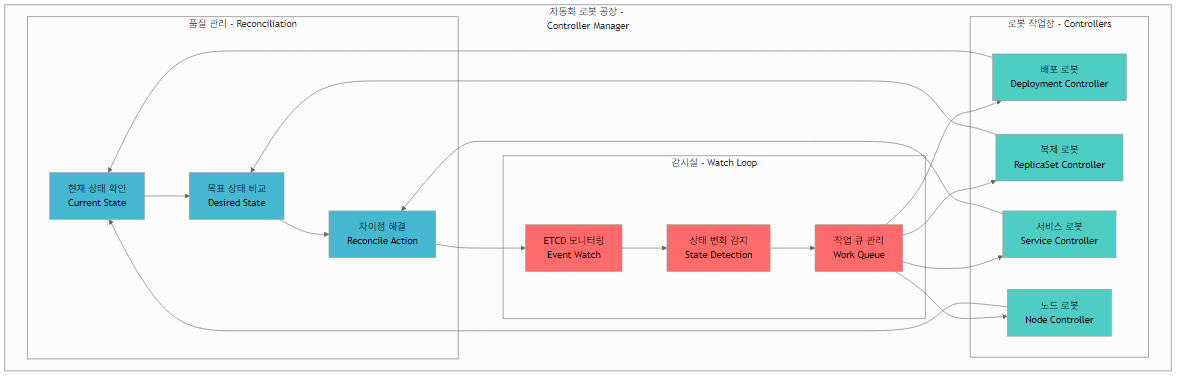 자동화 로봇 공장 -
Controller Manager
품질 관리 - Reconciliation
현재 상태 확인
Current State
목표 상태 비교
Desired State
차이점 해결
Reconcile Action
감시실 - Watch Loop
ETCD 모니터링
Event Watch
상태 변화 감지
State Detection
작업 큐 관리
Work Queue
로봇 작업장 - Controllers
배포 로봇
Deployment Controller
복제 로봇
ReplicaSet Controller
서비스 로봇
Service Controller
노드 로봇
Node Controller